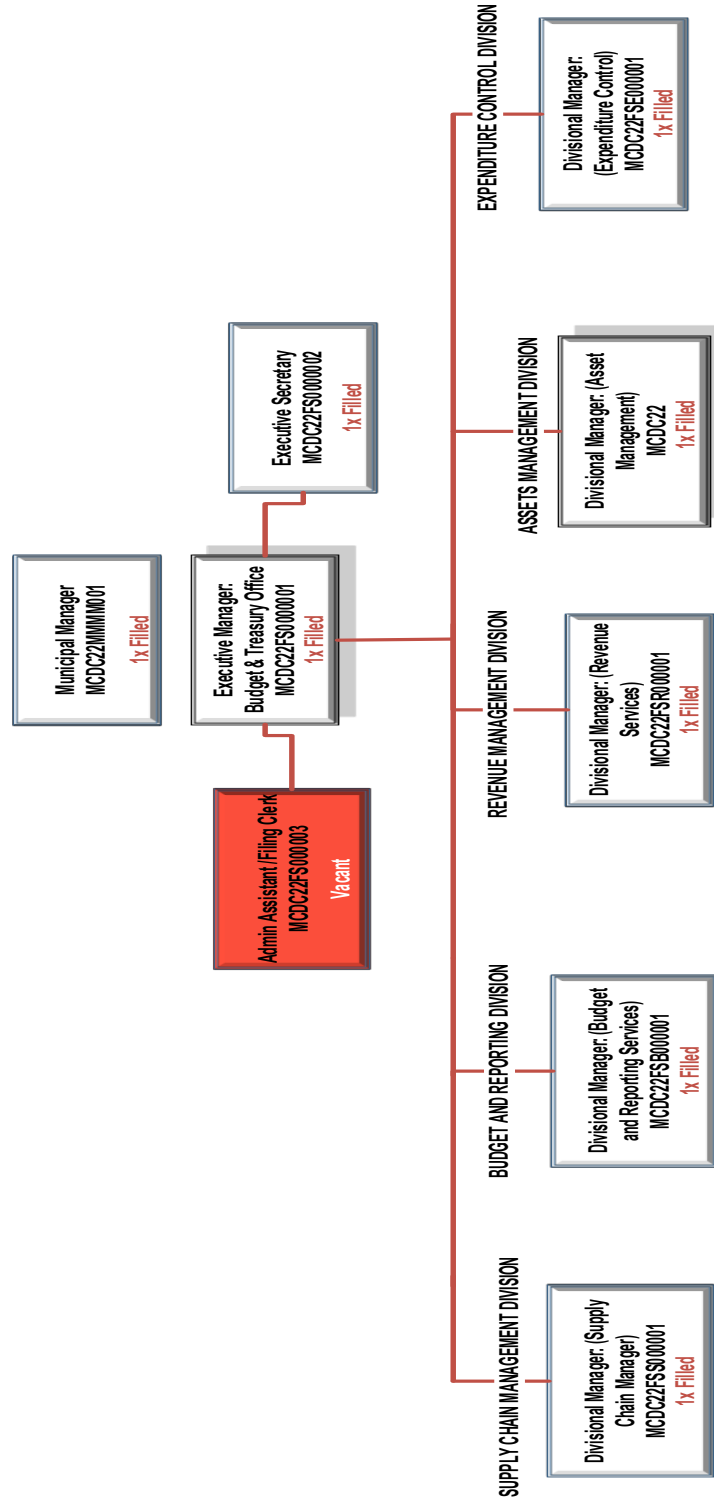 Municipal Manager
MCDC22MMMM001
1x Filled
Admin Assistant /Filing Clerk
MCDC22FS000003
Vacant
Executive Manager:
Budget & Treasury Office
MCDC22FS0000001
1x Filled
Executive Secretary
MCDC22FS0000002
1x Filled
SUPPLY CHAIN MANAGEMENT DIVISION
Divisional Manager: (Supply
Chain Manager)
MCDC22FSS000001
1x Filled
BUDGET AND REPORTING DIVISION
Divisional Manager: (Budget
and Reporting Services)
MCDC22FSB000001
1x Filled
REVENUE MANAGEMENT DIVISION
Divisional Manager: (Revenue
Services)
MCDC22FSR000001
1x Filled
ASSETS MANAGEMENT DIVISION
Divisional Manager: (Asset
Management)
MCDC22
1x Filled
EXPENDITURE CONTROL DIVISION
Divisional Manager:
(Expenditure Control)
MCDC22FSE000001
1x Filled